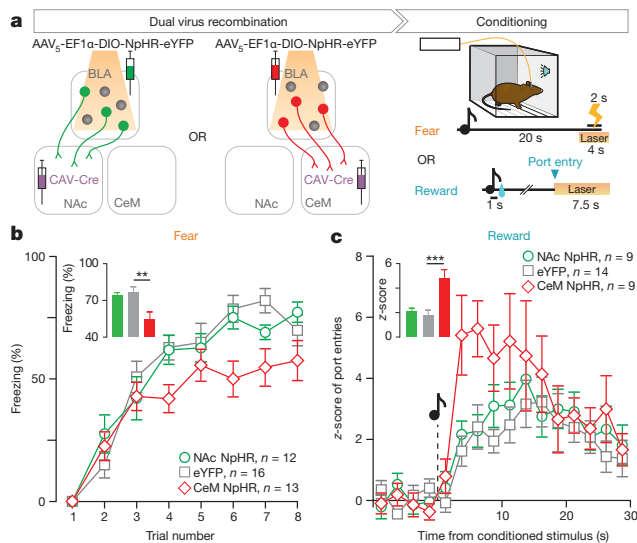 a
Dual virus recombination
Conditioning
AAV5-EF1α-DIO-NpHR-eYFP
AAV5-EF1α-DIO-NpHR-eYFP
BLA
BLA
OR
CAV-Cre
NAc
CeM
CAV-Cre
NAc
CeM
2 s
Fear
20 s
Laser
4 s
OR
Port entry
Reward
Laser
1 s
7.5 s
b
Fear
Freezing (%)
100
75
50
25
0
Freezing (%)
100
70
40
**
NAc NpHR, n = 12
eYFP, n = 16
CeM NpHR, n = 13
1 2 3 4 5 6 7 8
Trial number
c
Reward
NAc NpHR, n = 9
eYFP, n = 14
CeM NpHR, n = 9
z-score of port entries
8
6
4
2
0
z-score
6
3
0
***
0 5 10 15 20 25 30
Time from conditioned stimulus (s)